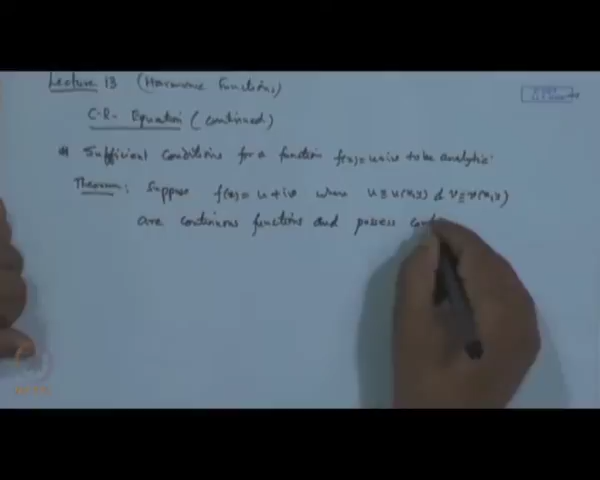 Lecture 13 (Harmonic Functions)
C-R- Equation (continued)
# Sufficient Conditions for a function f(z)=u+iv to be analytic:
Theorem: Suppose f(z)= u+iv where u≡u(x,y) & v≡v(x,y)
are continuous functions and possess cont